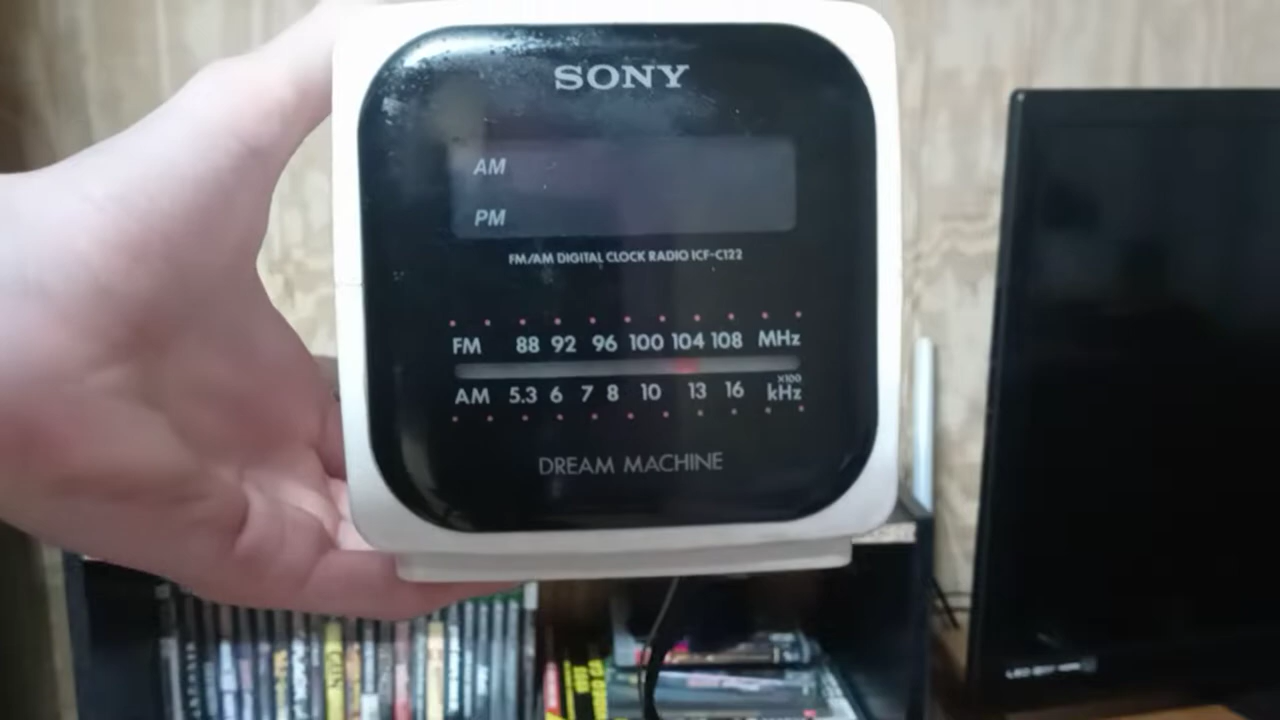 SONY
AM
PM
FM/AM DIGITAL CLOCK RADIO ICF-C122
FM 88 92 96 100 104 108 MHz
AM 5.3 6 7 8 10 13 16 x100 kHz
DREAM MACHINE